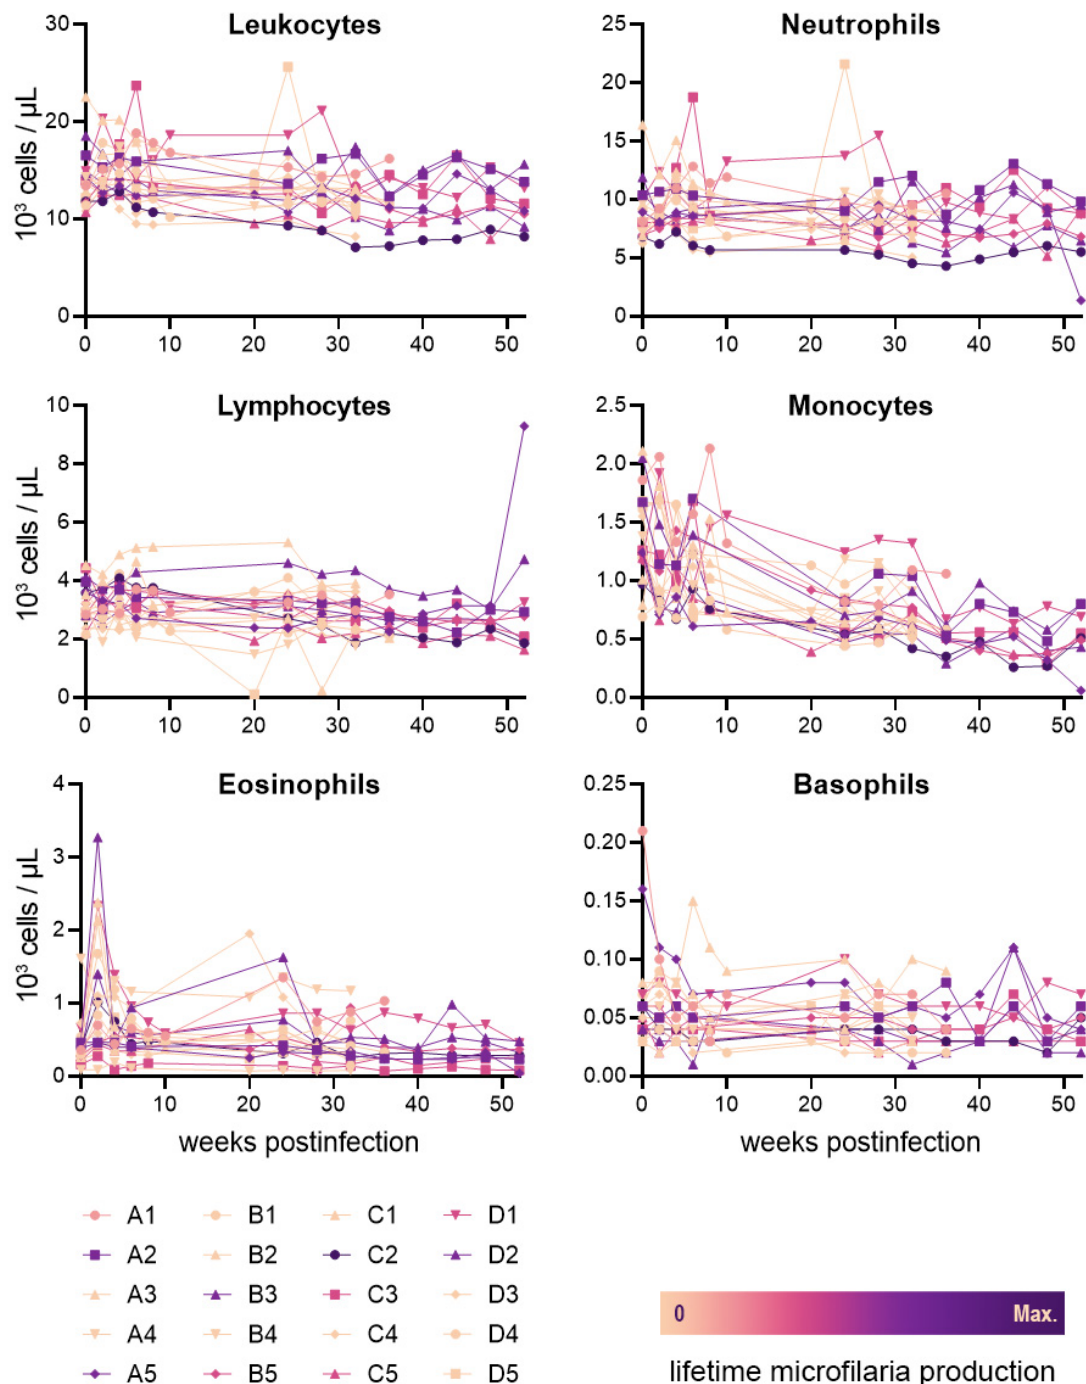 Leukocytes
Neutrophils
10³ cells / µL
30
20
10
0
0 10 20 30 40 50
25
20
15
10
5
0
0 10 20 30 40 50
Lymphocytes
Monocytes
10³ cells / µL
10
8
6
4
2
0
0 10 20 30 40 50
2.5
2.0
1.5
1.0
0.5
0.0
0 10 20 30 40 50
Eosinophils
Basophils
10³ cells / µL
4
3
2
1
0
0 10 20 30 40 50
weeks postinfection
0.25
0.20
0.15
0.10
0.05
0.00
0 10 20 30 40 50
weeks postinfection
A1 B1 C1 D1
A2 B2 C2 D2
A3 B3 C3 D3
A4 B4 C4 D4
A5 B5 C5 D5
0 Max.
lifetime microfilaria production